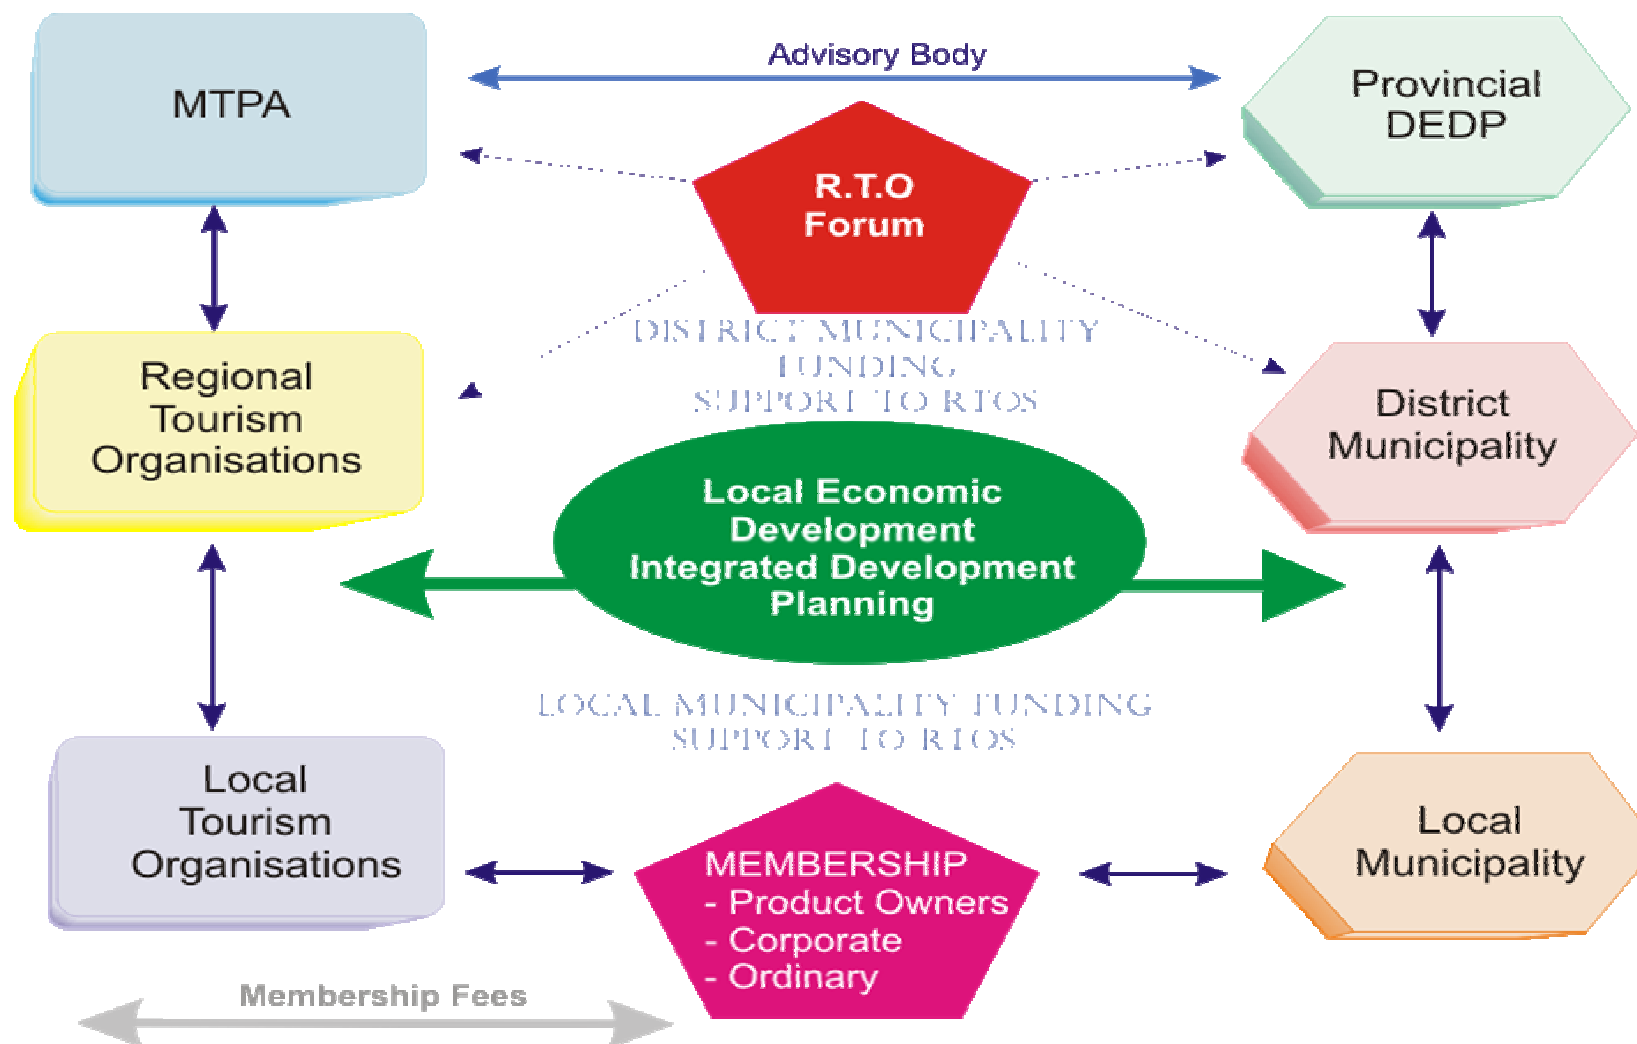 Advisory Body
MTPA
Provincial
DEDP
R.T.O
Forum
DISTRICT MUNICIPALITY
FUNDING
SUPPORT TO RTOS
Regional
Tourism
Organisations
District
Municipality
Local Economic
Development
Integrated Development
Planning
LOCAL MUNICIPALITY FUNDING
SUPPORT TO RTOS
Local
Tourism
Organisations
MEMBERSHIP
- Product Owners
- Corporate
- Ordinary
Local
Municipality
Membership Fees